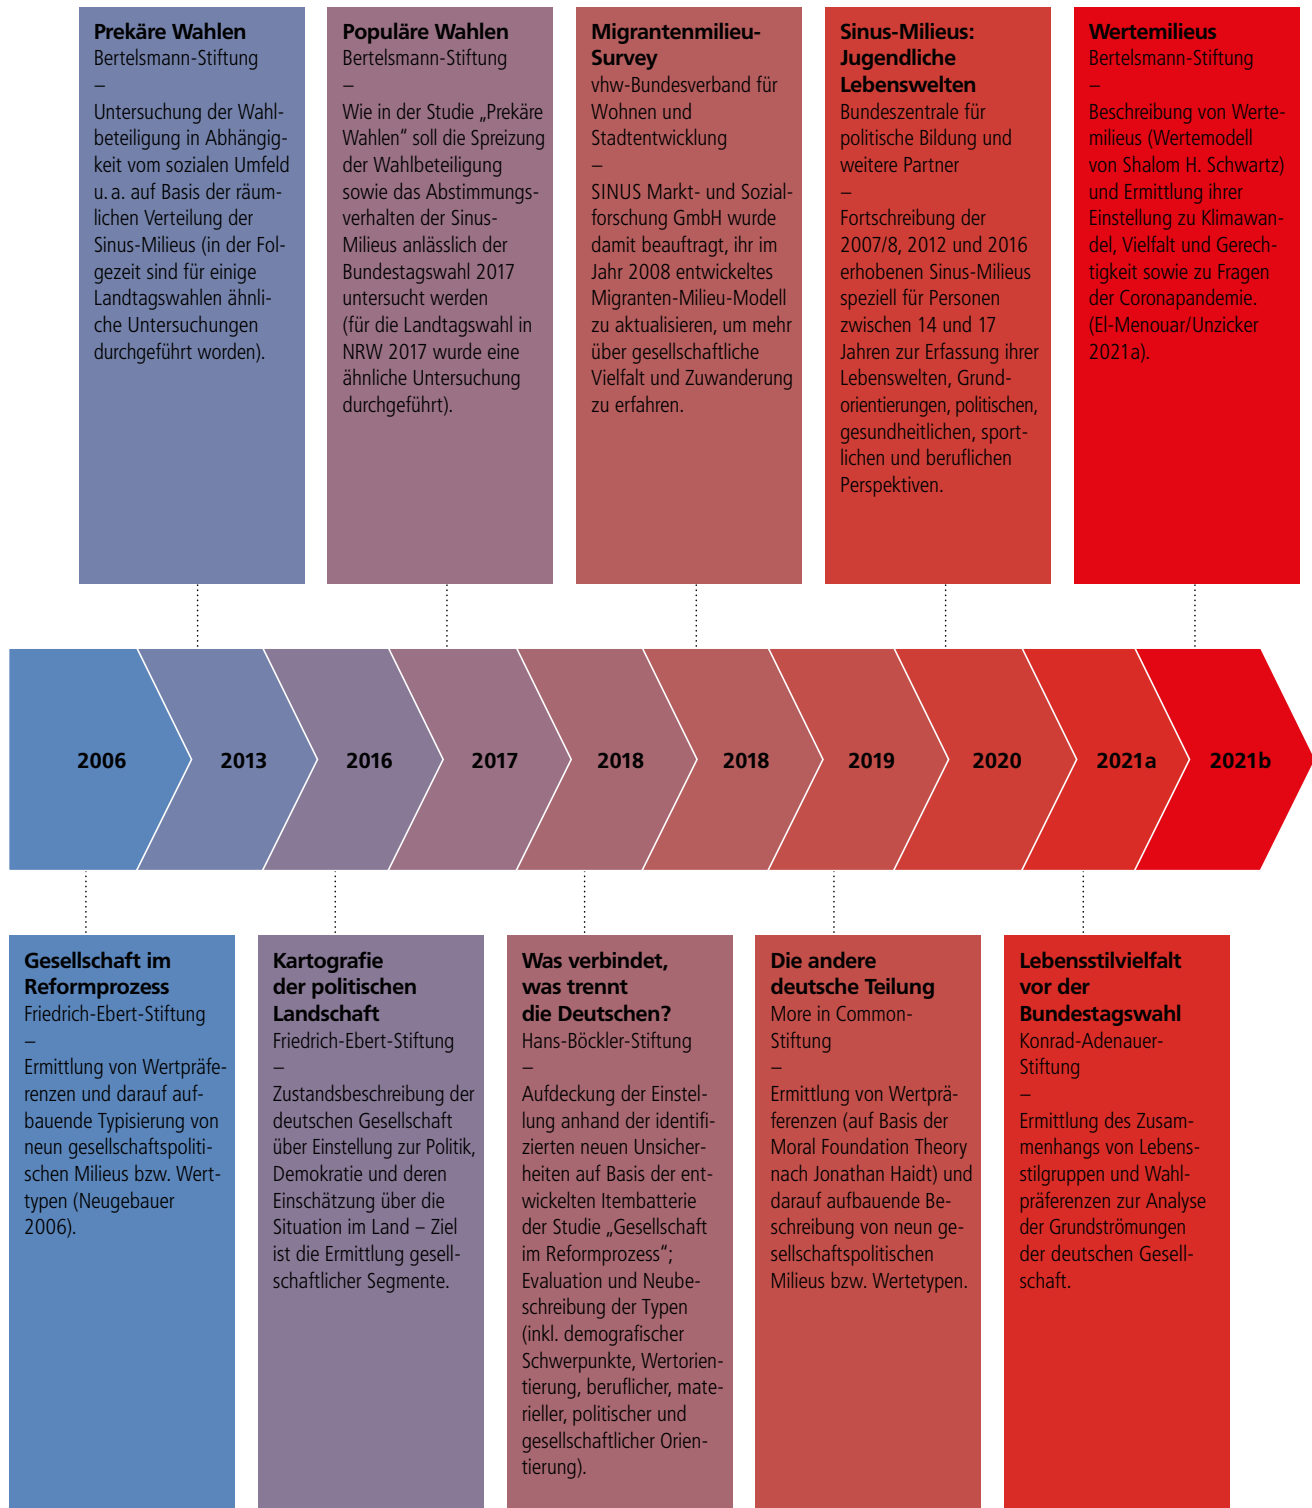 Prekäre Wahlen
Bertelsmann-Stiftung
–
Untersuchung der Wahl-
beteiligung in Abhängig-
keit vom sozialen Umfeld
u. a. auf Basis der räum-
lichen Verteilung der
Sinus-Milieus (in der Fol-
gezeit sind für einige
Landtagswahlen ähnli-
che Untersuchungen
durchgeführt worden).
Populäre Wahlen
Bertelsmann-Stiftung
–
Wie in der Studie „Prekäre
Wahlen“ soll die Spreizung
der Wahlbeteiligung
sowie das Abstimmungs-
verhalten der Sinus-
Milieus anlässlich der
Bundestagswahl 2017
untersucht werden
(für die Landtagswahl in
NRW 2017 wurde eine
ähnliche Untersuchung
durchgeführt).
Migrantenmilieu-
Survey
vhw-Bundesverband für
Wohnen und
Stadtentwicklung
–
SINUS Markt- und Sozial-
forschung GmbH wurde
damit beauftragt, ihr im
Jahr 2008 entwickeltes
Migranten-Milieu-Modell
zu aktualisieren, um mehr
über gesellschaftliche
Vielfalt und Zuwanderung
zu erfahren.
Sinus-Milieus:
Jugendliche
Lebenswelten
Bundeszentrale für
politische Bildung und
weitere Partner
–
Fortschreibung der
2007/8, 2012 und 2016
erhobenen Sinus-Milieus
speziell für Personen
zwischen 14 und 17
Jahren zur Erfassung ihrer
Lebenswelten, Grund-
orientierungen, politischen,
gesundheitlichen, sport-
lichen und beruflichen
Perspektiven.
Wertemilieus
Bertelsmann-Stiftung
–
Beschreibung von Werte-
milieus (Wertemodell
von Shalom H. Schwartz)
und Ermittlung ihrer
Einstellung zu Klimawan-
del, Vielfalt und Gerech-
tigkeit sowie zu Fragen
der Coronapandemie.
(El-Menouar/Unzicker
2021a).
2006
2013
2016
2017
2018
2018
2019
2020
2021a
2021b
Gesellschaft im
Reformprozess
Friedrich-Ebert-Stiftung
–
Ermittlung von Wertpräfe-
renzen und darauf auf-
bauende Typisierung von
neun gesellschaftspoliti-
schen Milieus bzw. Wert-
typen (Neugebauer
2006).
Kartografie
der politischen
Landschaft
Friedrich-Ebert-Stiftung
–
Zustandsbeschreibung der
deutschen Gesellschaft
über Einstellung zur Politik,
Demokratie und deren
Einschätzung über die
Situation im Land – Ziel
ist die Ermittlung gesell-
schaftlicher Segmente.
Was verbindet,
was trennt
die Deutschen?
Hans-Böckler-Stiftung
–
Aufdeckung der Einstel-
lung anhand der identifi-
zierten neuen Unsicher-
heiten auf Basis der ent-
wickelten Itembatterie
der Studie „Gesellschaft
im Reformprozess“;
Evaluation und Neube-
schreibung der Typen
(inkl. demografischer
Schwerpunkte, Wertorien-
tierung, beruflicher, mate-
rieller, politischer und
gesellschaftlicher Orien-
tierung).
Die andere
deutsche Teilung
More in Common-
Stiftung
–
Ermittlung von Wertprä-
ferenzen (auf Basis der
Moral Foundation Theory
nach Jonathan Haidt) und
darauf aufbauende Be-
schreibung von neun ge-
sellschaftspolitischen
Milieus bzw. Wertetypen.
Lebensstilvielfalt
vor der
Bundestagswahl
Konrad-Adenauer-
Stiftung
–
Ermittlung des Zusam-
menhangs von Lebens-
stilgruppen und Wahl-
präferenzen zur Analyse
der Grundströmungen
der deutschen Gesell-
schaft.